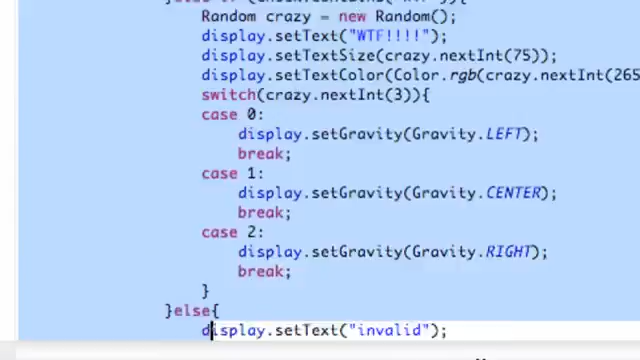 Random crazy = new Random();
display.setText("WTF!!!!");
display.setTextSize(crazy.nextInt(75));
display.setTextColor(Color.rgb(crazy.nextInt(265
switch(crazy.nextInt(3)){
case 0:
display.setGravity(Gravity.LEFT);
break;
case 1:
display.setGravity(Gravity.CENTER);
break;
case 2:
display.setGravity(Gravity.RIGHT);
break;
}
}else{
display.setText("invalid");